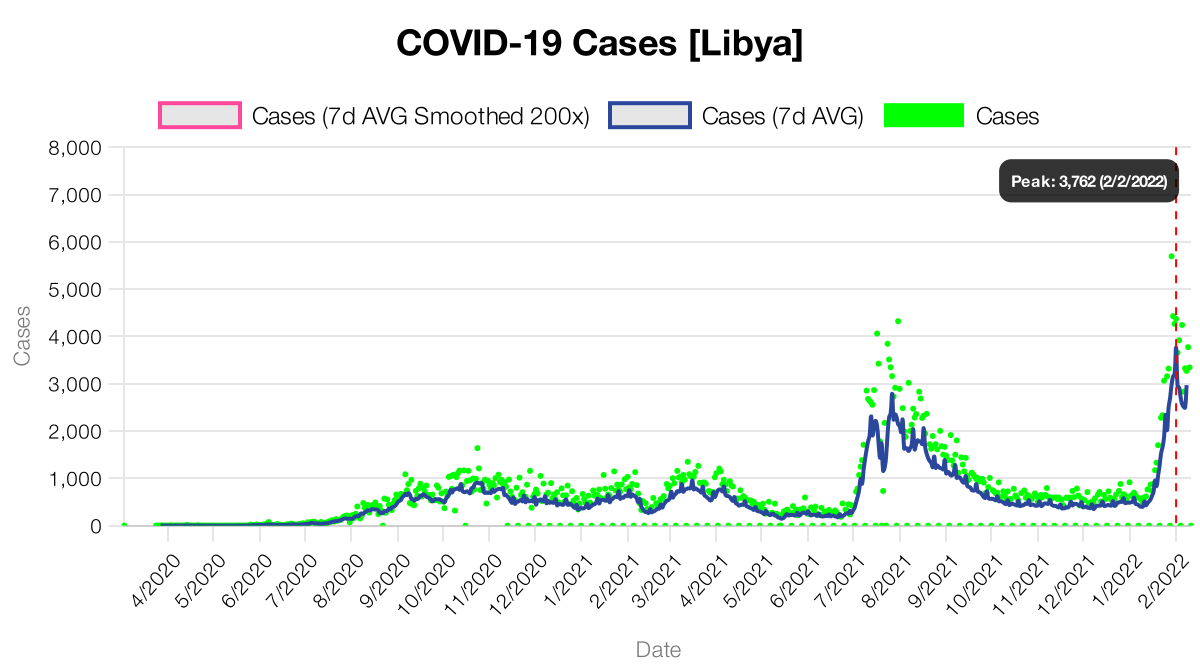 COVID-19 Cases [Libya]
Cases (7d AVG Smoothed 200x) Cases (7d AVG) Cases
8,000
Peak: 3,762 (2/2/2022)
7,000
6,000
5,000
4,000
3,000
2,000
1,000
0
Cases
4/2020 5/2020 6/2020 7/2020 8/2020 9/2020 10/2020 11/2020 12/2020 1/2021 2/2021 3/2021 4/2021 5/2021 6/2021 7/2021 8/2021 9/2021 10/2021 11/2021 12/2021 1/2022 2/2022
Date